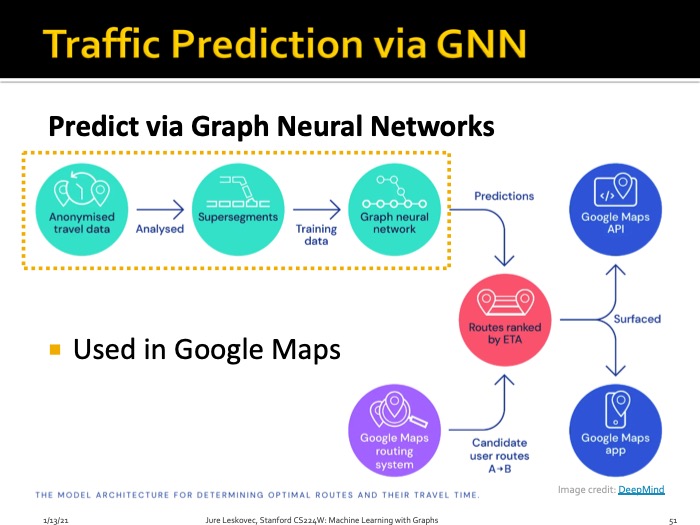 Traffic Prediction via GNN
Predict via Graph Neural Networks
Anonymised
travel data
Analysed
Supersegments
Training
data
Graph neural
network
Predictions
Google Maps
API
Routes ranked
by ETA
Surfaced
Used in Google Maps
Google Maps
routing
system
Candidate
user routes
A→B
Google Maps
app
Image credit: DeepMind
THE MODEL ARCHITECTURE FOR DETERMINING OPTIMAL ROUTES AND THEIR TRAVEL TIME.
1/13/21
Jure Leskovec, Stanford CS224W: Machine Learning with Graphs
51